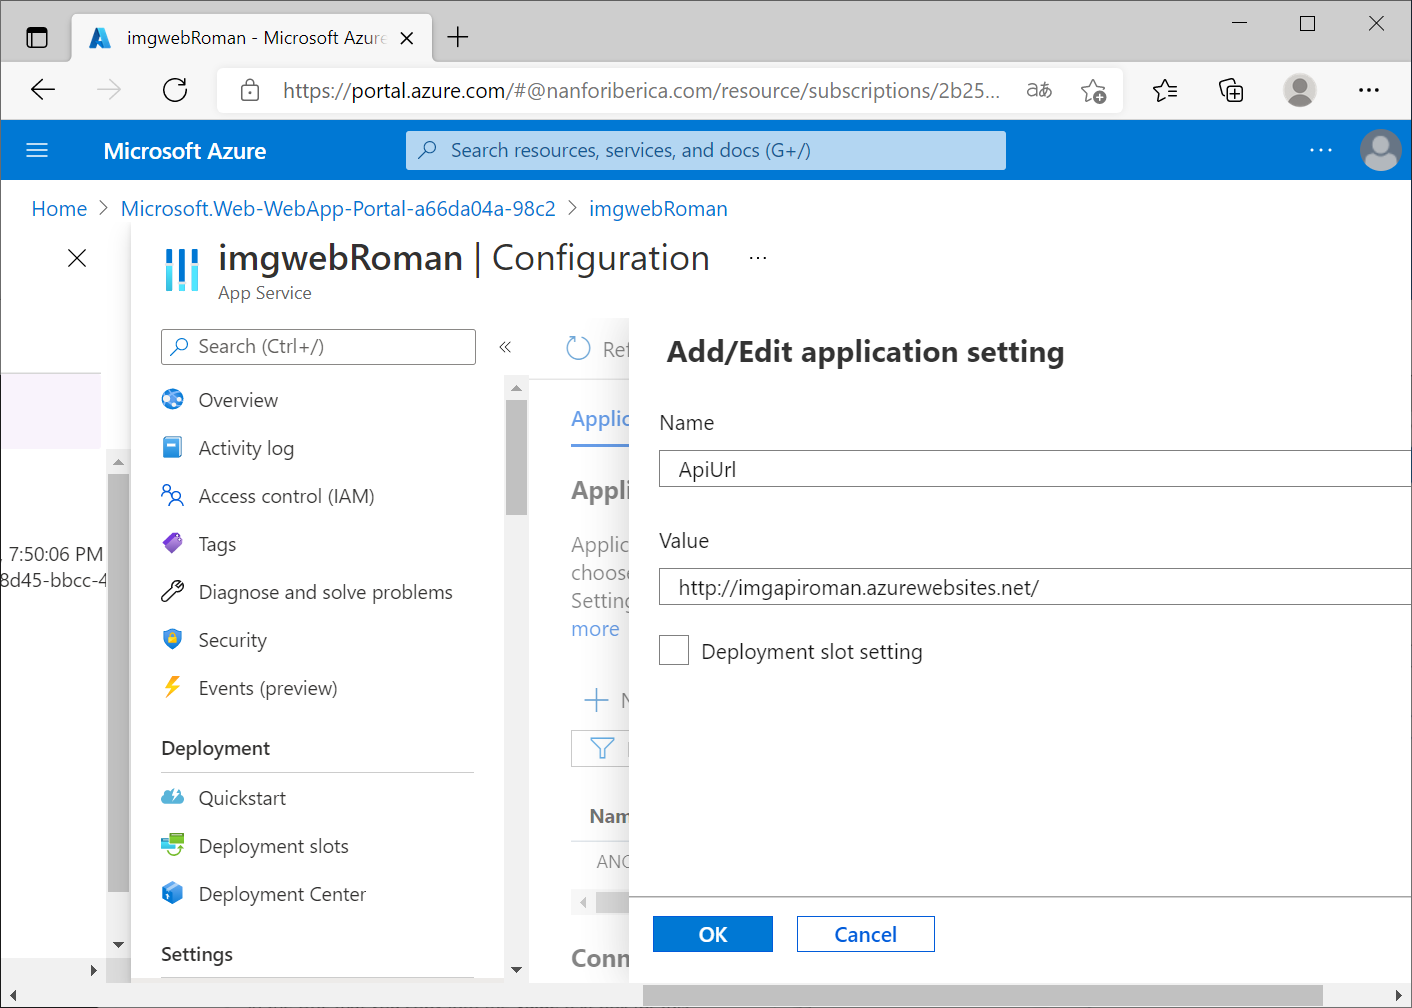 imgwebRoman - Microsoft Azure
https://portal.azure.com/#@nanforiberica.com/resource/subscriptions/2b25...
aあ
Microsoft Azure
Search resources, services, and docs (G+/)
Home > Microsoft.Web-WebApp-Portal-a66da04a-98c2 > imgwebRoman
imgwebRoman | Configuration
App Service
Search (Ctrl+/)
«
Ref
Overview
Activity log
Access control (IAM)
Tags
Diagnose and solve problems
Security
Events (preview)
Deployment
Quickstart
Deployment slots
Deployment Center
Settings
7:50:06 PM
8d45-bbcc-4
Applic
Appli
Applic
choose
Setting
more
N
Nam
ANC
Conn
Add/Edit application setting
Name
ApiUrl
Value
http://imgapiroman.azurewebsites.net/
Deployment slot setting
OK
Cancel